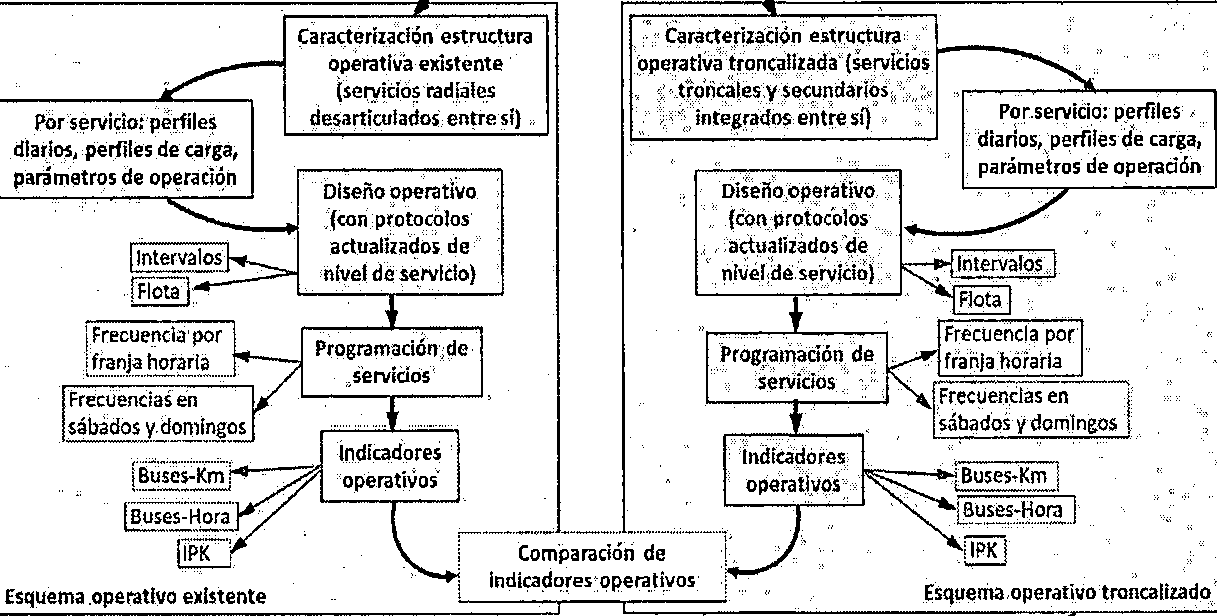 Caracterización estructura
operativa existente
(servicios radiales
desarticulados entre sí)
Por servicio: perfiles
diarios, perfiles de carga,
parámetros de operación
Diseño operativo
(con protocolos
actualizados de
nivel de servicio)
Intervalos
Flota
Programación de
servicios
Frecuencia por
franja horaria
Frecuencias en
sábados y domingos
Indicadores
operativos
Buses-Km
Buses-Hora
IPK
Esquema operativo existente
Caracterización estructura
operativa troncalizada (servicios
troncales y secundarios
integrados entre sí)
Por servicio: perfiles
diarios, perfiles de carga,
parámetros de operación
Diseño operativo
(con protocolos
actualizados de
nivel de servicio)
Intervalos
Flota
Programación de
servicios
Frecuencia por
franja horaria
Frecuencias en
sábados y domingos
Indicadores
operativos
Buses-Km
Buses-Hora
IPK
Comparación de
indicadores operativos
Esquema operativo troncalizado